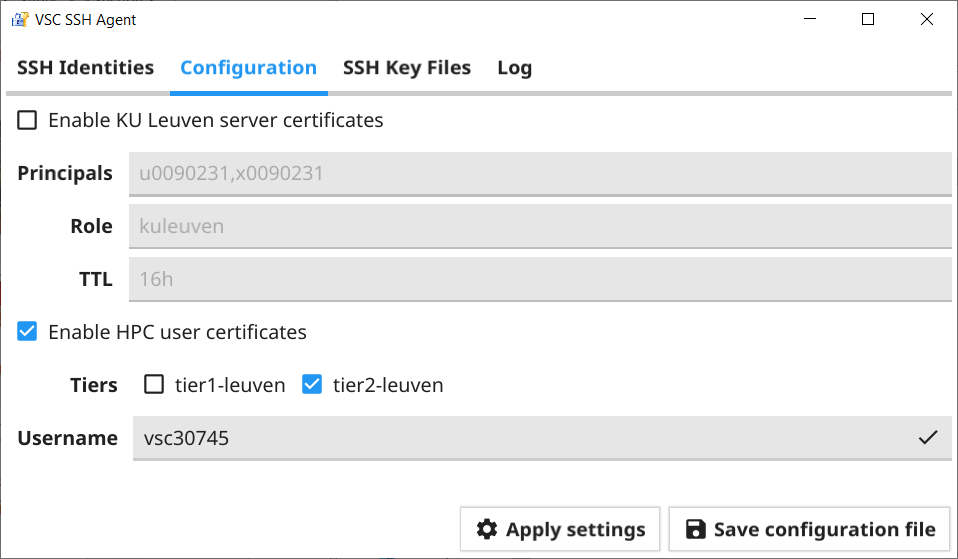 VSC SSH Agent
SSH Identities Configuration SSH Key Files Log
Enable KU Leuven server certificates
Principals u0090231,x0090231
Role kuleuven
TTL 16h
Enable HPC user certificates
Tiers tier1-leuven tier2-leuven
Username vsc30745
Apply settings Save configuration file